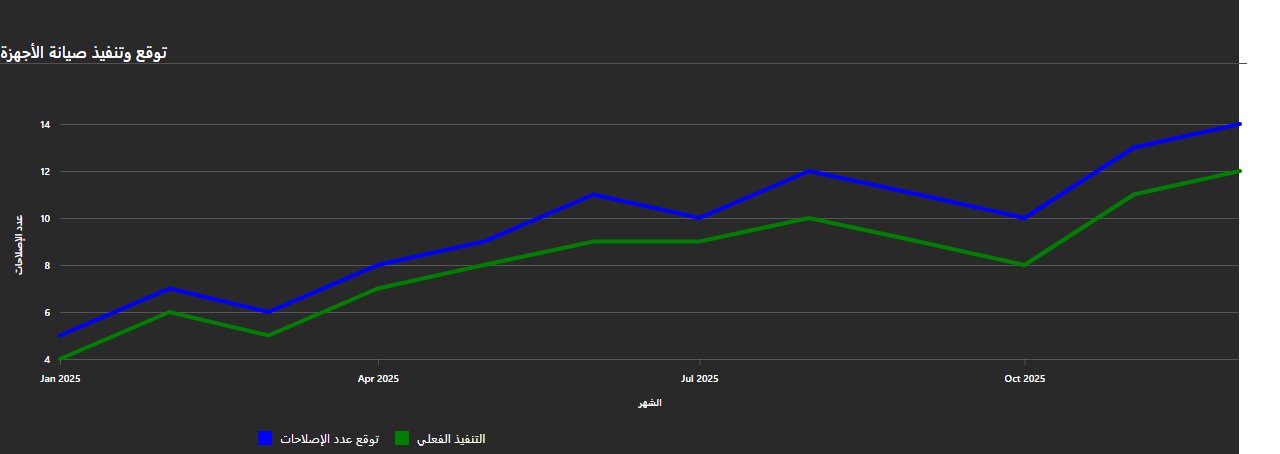 توقع وتنفيذ صيانة الأجهزة
14
12
10
8
6
4
عدد الإصلاحات
Jan 2025
Apr 2025
Jul 2025
Oct 2025
الشهر
توقع عدد الإصلاحات
التنفيذ الفعلي